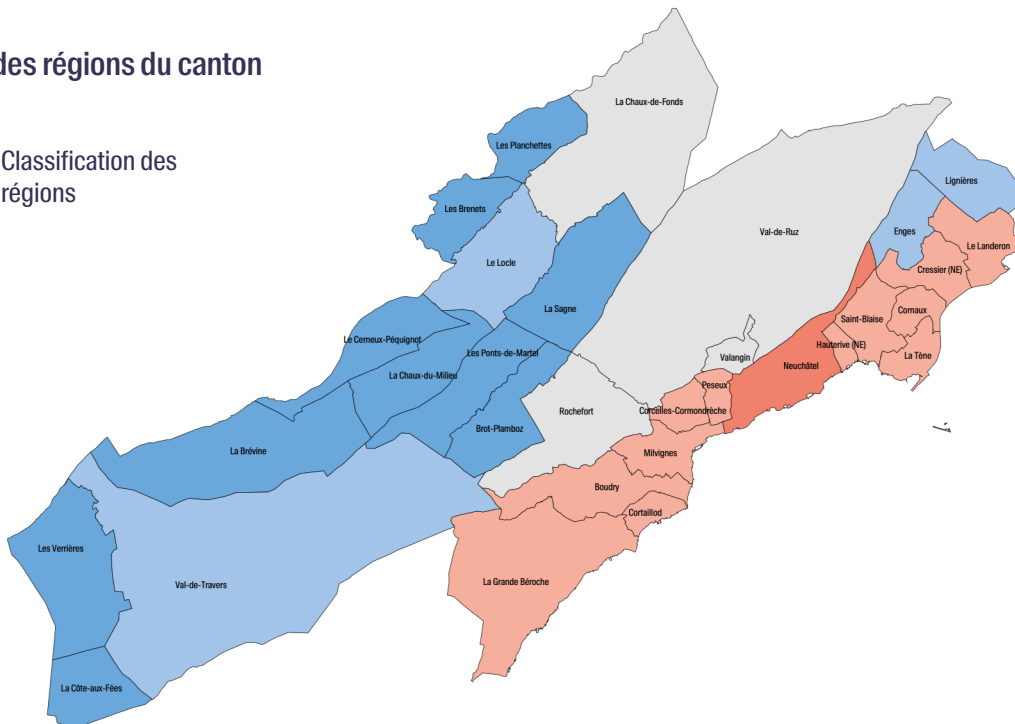 des régions du canton
Classification des
régions
La Chaux-de-Fonds
Les Planchettes
Lignières
Les Brenets
Val-de-Ruz
Enges
Le Landeron
Le Locle
Cressier (NE)
La Sagne
Cornaux
Saint-Blaise
Le Cerneux-Péquignot
Hauterive (NE)
Les Ponts-de-Martel
La Tène
Valangin
Neuchâtel
La Chaux-du-Milieu
Peseux
Rochefort
Corcelles-Cormondrèche
Brot-Plamboz
La Brévine
Milvignes
Boudry
Cortaillod
Les Verrières
La Grande Béroche
Val-de-Travers
La Côte-aux-Fées